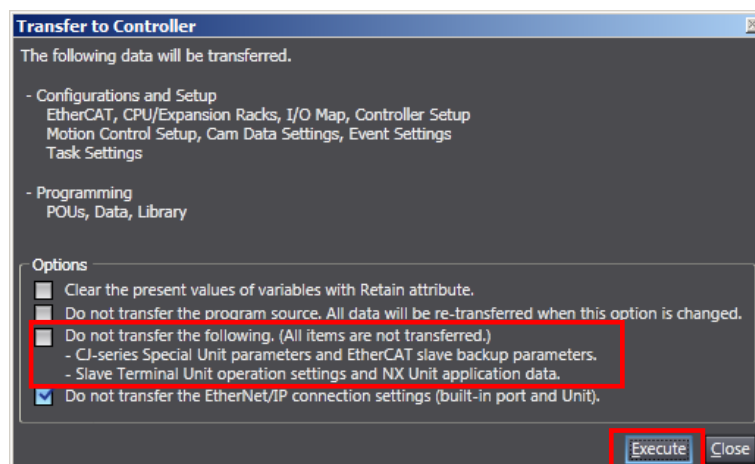 Transfer to Controller
The following data will be transferred.
- Configurations and Setup
EtherCAT, CPU/Expansion Racks, I/O Map, Controller Setup
Motion Control Setup, Cam Data Settings, Event Settings
Task Settings
- Programming
POUs, Data, Library
Options
Clear the present values of variables with Retain attribute.
Do not transfer the program source. All data will be re-transferred when this option is changed.
Do not transfer the following. (All items are not transferred.)
- CJ-series Special Unit parameters and EtherCAT slave backup parameters.
- Slave Terminal Unit operation settings and NX Unit application data.
Do not transfer the EtherNet/IP connection settings (built-in port and Unit).
Execute Close